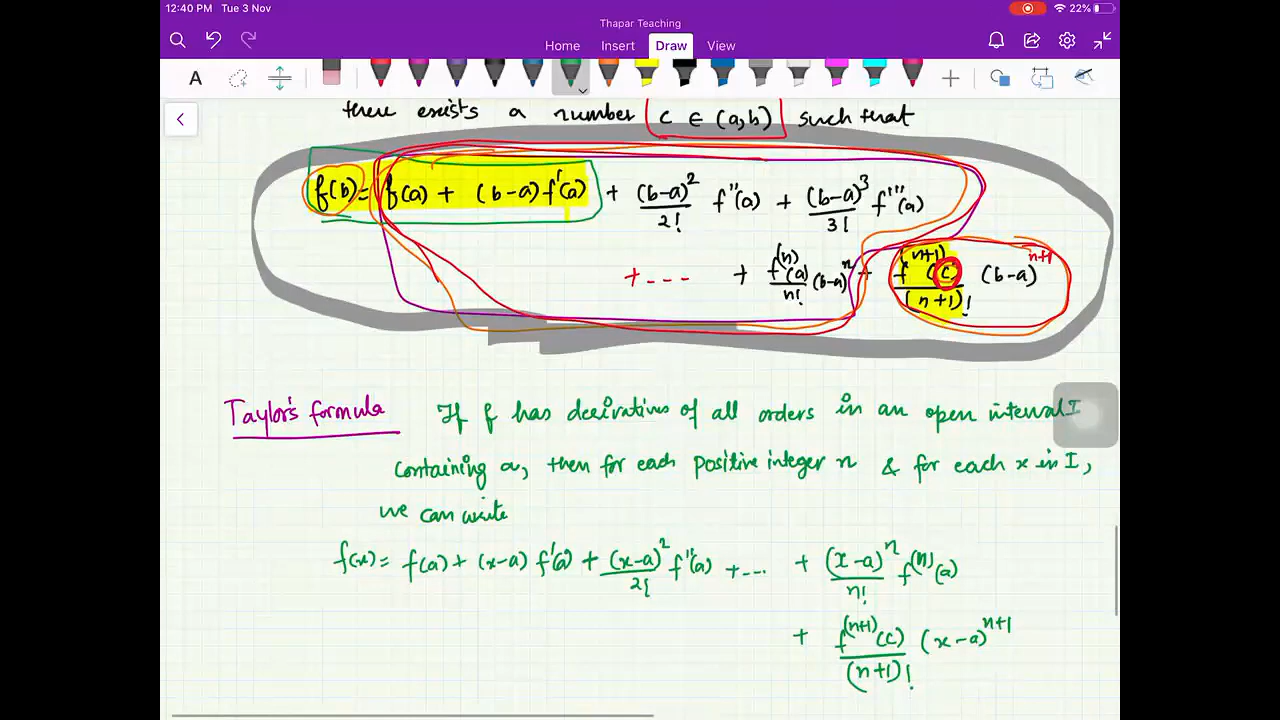 12:40 PM Tue 3 Nov
22%
Thapar Teaching
Home Insert Draw View
A
there exists a number c ∈ (a,b) such that
f(b) = f(a) + (b-a) f'(a) + (b-a)²/2! f''(a) + (b-a)³/3! f'''(a)
+ --- + f⁽ⁿ⁾(a)/n! (b-a)ⁿ + f⁽ⁿ⁺¹⁾(c)/(n+1)! (b-a)ⁿ⁺¹
Taylor's formula If f has derivatives of all orders in an open interval I
containing a, then for each positive integer n & for each x in I,
we can write
f(x) = f(a) + (x-a) f'(a) + (x-a)²/2! f''(a) + --- + (x-a)ⁿ/n! f⁽ⁿ⁾(a)
+ f⁽ⁿ⁺¹⁾(c)/(n+1)! (x-a)ⁿ⁺¹